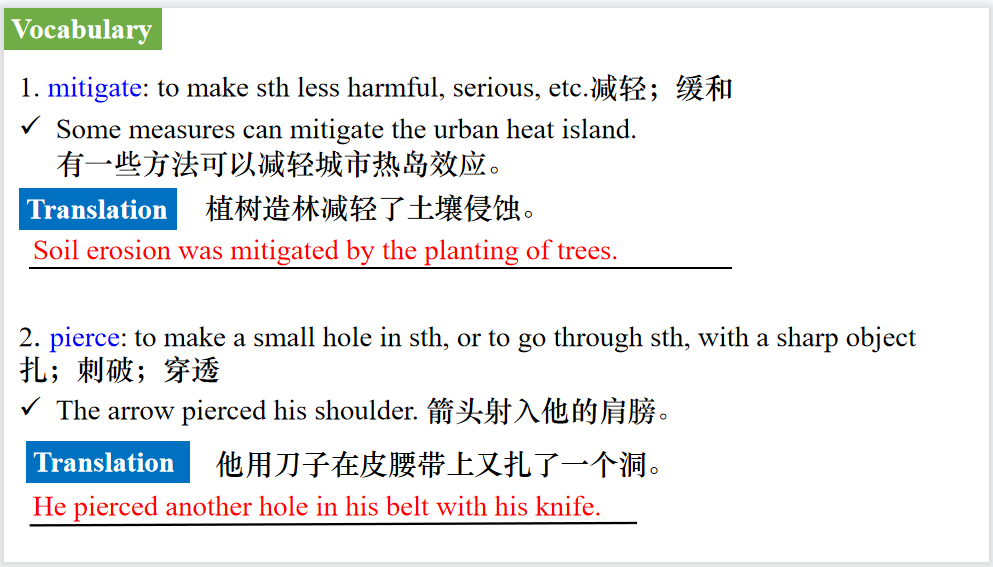 Vocabulary
1. mitigate: to make sth less harmful, serious, etc.减轻；缓和
✓ Some measures can mitigate the urban heat island.
有一些方法可以减轻城市热岛效应。
Translation 植树造林减轻了土壤侵蚀。
Soil erosion was mitigated by the planting of trees.
2. pierce: to make a small hole in sth, or to go through sth, with a sharp object
扎；刺破；穿透
✓ The arrow pierced his shoulder. 箭头射入他的肩膀。
Translation 他用刀子在皮腰带上又扎了一个洞。
He pierced another hole in his belt with his knife.